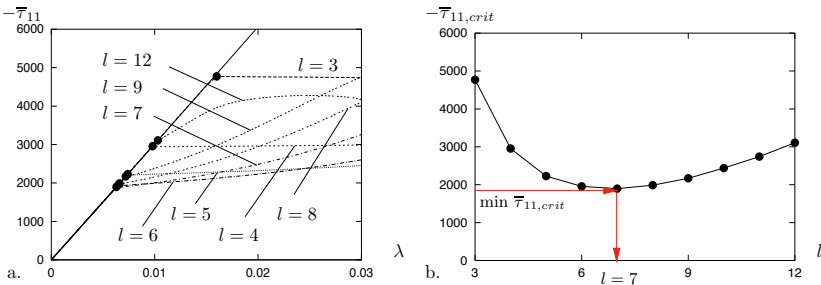 −τ̅₁₁
6000
5000
4000
3000
2000
1000
0
0
0.01
0.02
0.03
λ
a.
l = 12
l = 9
l = 7
l = 3
l = 6
l = 5
l = 4
l = 8
−τ̅₁₁,crit
6000
5000
4000
3000
2000
1000
0
3
6
9
12
l
b.
min τ̅₁₁,crit
l = 7